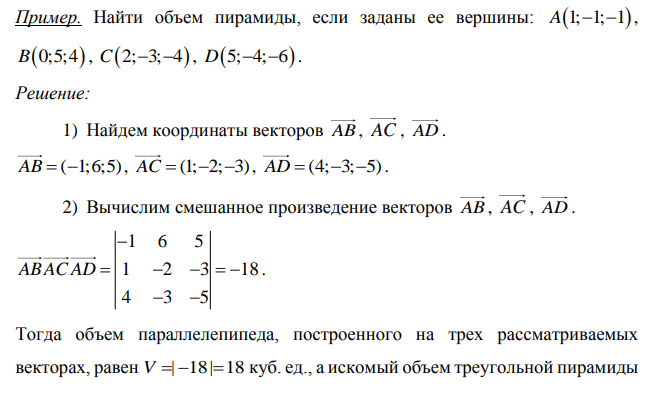 Пример. Найти объем пирамиды, если заданы ее вершины: A(1;−1;−1),
B(0;5;4), C(2;−3;−4), D(5;−4;−6).
Решение:
1) Найдем координаты векторов AB, AC, AD.
AB = (−1;6;5), AC = (1;−2;−3), AD = (4;−3;−5).
2) Вычислим смешанное произведение векторов AB, AC, AD.
−1 6 5
AB AC AD = | 1 −2 −3 | = −18.
4 −3 −5
Тогда объем параллелепипеда, построенного на трех рассматриваемых
векторах, равен V =|−18|=18 куб. ед., а искомый объем треугольной пирамиды